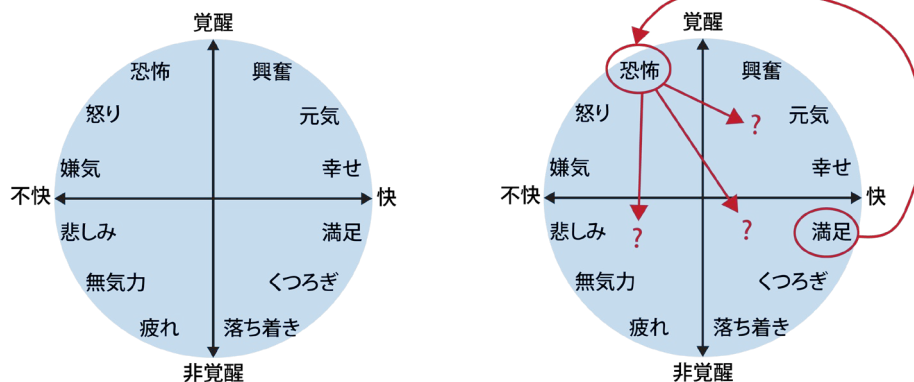 覚醒
恐怖
興奮
怒り
元気
嫌気
幸せ
不快
快
悲しみ
満足
無気力
くつろぎ
疲れ
落ち着き
非覚醒
覚醒
恐怖
興奮
怒り
元気
?
嫌気
幸せ
不快
快
悲しみ
?
?
満足
無気力
くつろぎ
疲れ
落ち着き
非覚醒